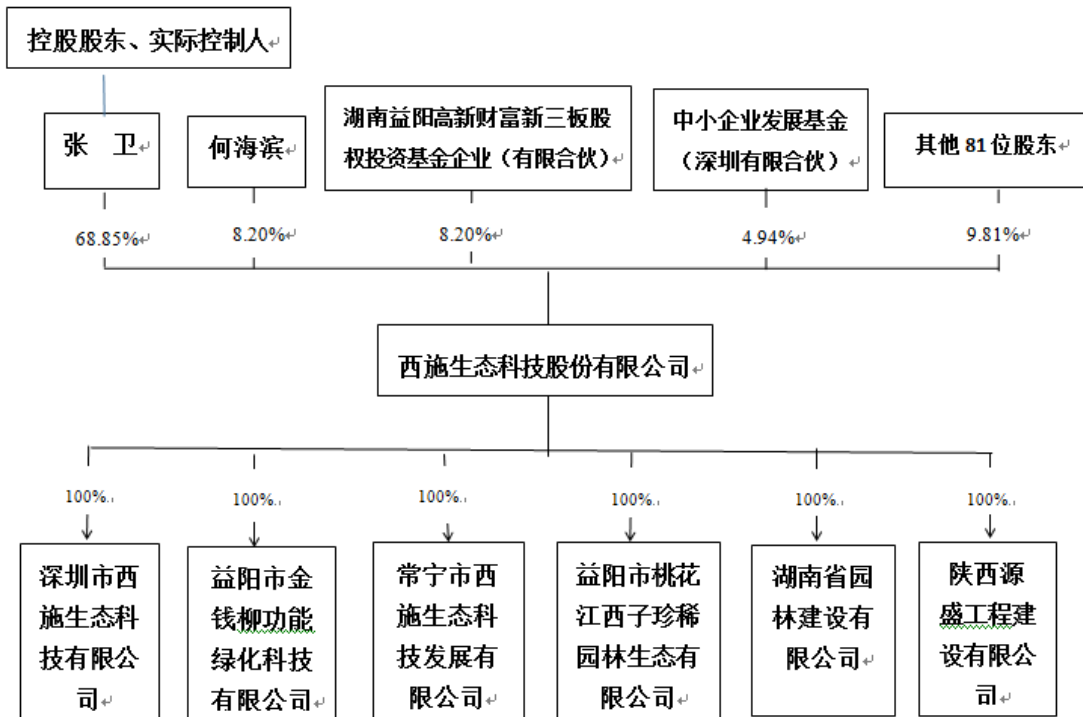 控股股东、实际控制人
张 卫
何海滨
湖南益阳高新财富新三板股
权投资基金企业（有限合伙）
中小企业发展基金
（深圳有限合伙）
其他 81 位股东
68.85%
8.20%
8.20%
4.94%
9.81%
西施生态科技股份有限公司
100%
100%
100%
100%
100%
100%
深圳市西
施生态科
技有限公
司
益阳市金
钱柳功能
绿化科技
有限公司
常宁市西
施生态科
技发展有
限公司
益阳市桃花
江西子珍稀
园林生态有
限公司
湖南省园
林建设有
限公司
陕西源
盛工程建
设有限公
司